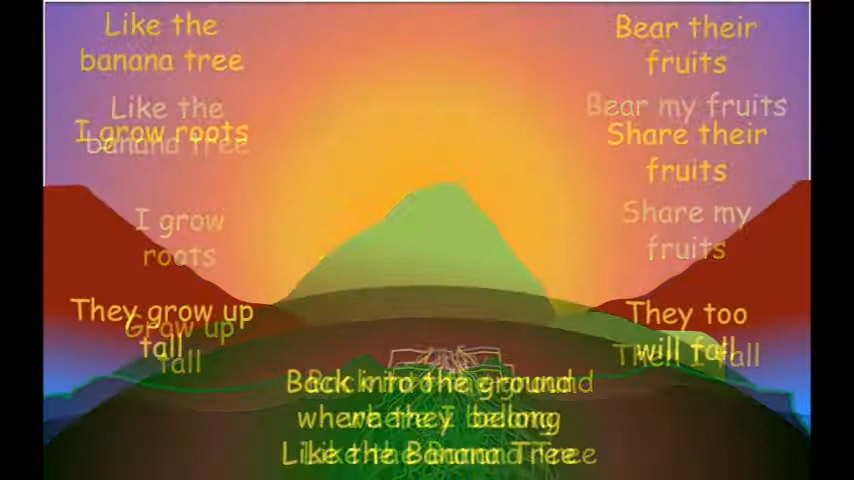 Like the
banana tree
Like the
banana tree
I grow roots
I grow
roots
They grow up
tall
Grow up
tall
Bear their
fruits
Bear my fruits
Share their
fruits
Share my
fruits
They too
will fall
Then I fall
Back into the ground
where they belong
Like the Banana Tree